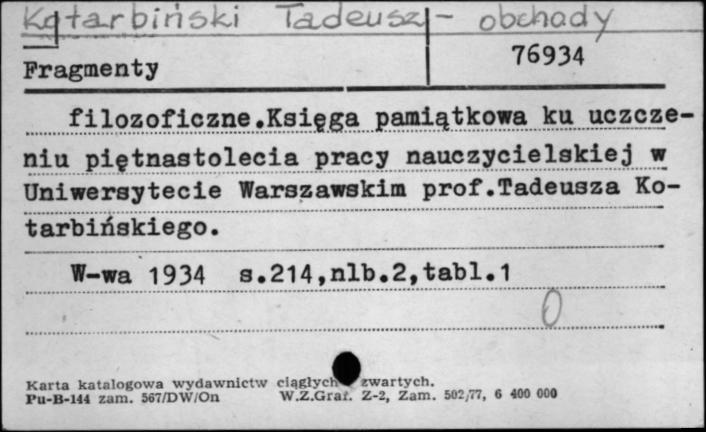 Kotarbiński Tadeusz - obchody
Fragmenty
76934
filozoficzne.Księga pamiątkowa ku uczcze-
niu piętnastolecia pracy nauczycielskiej w
Uniwersytecie Warszawskim prof.Tadeusza Ko-
tarbińskiego.
W-wa 1934 s.214,nlb.2,tabl.1
0
Karta katalogowa wydawnictw ciągłych zwartych.
Pu-B-144 zam. 567/DW/On W.Z.Graf. Z-2, Zam. 502/77, 6 400 000